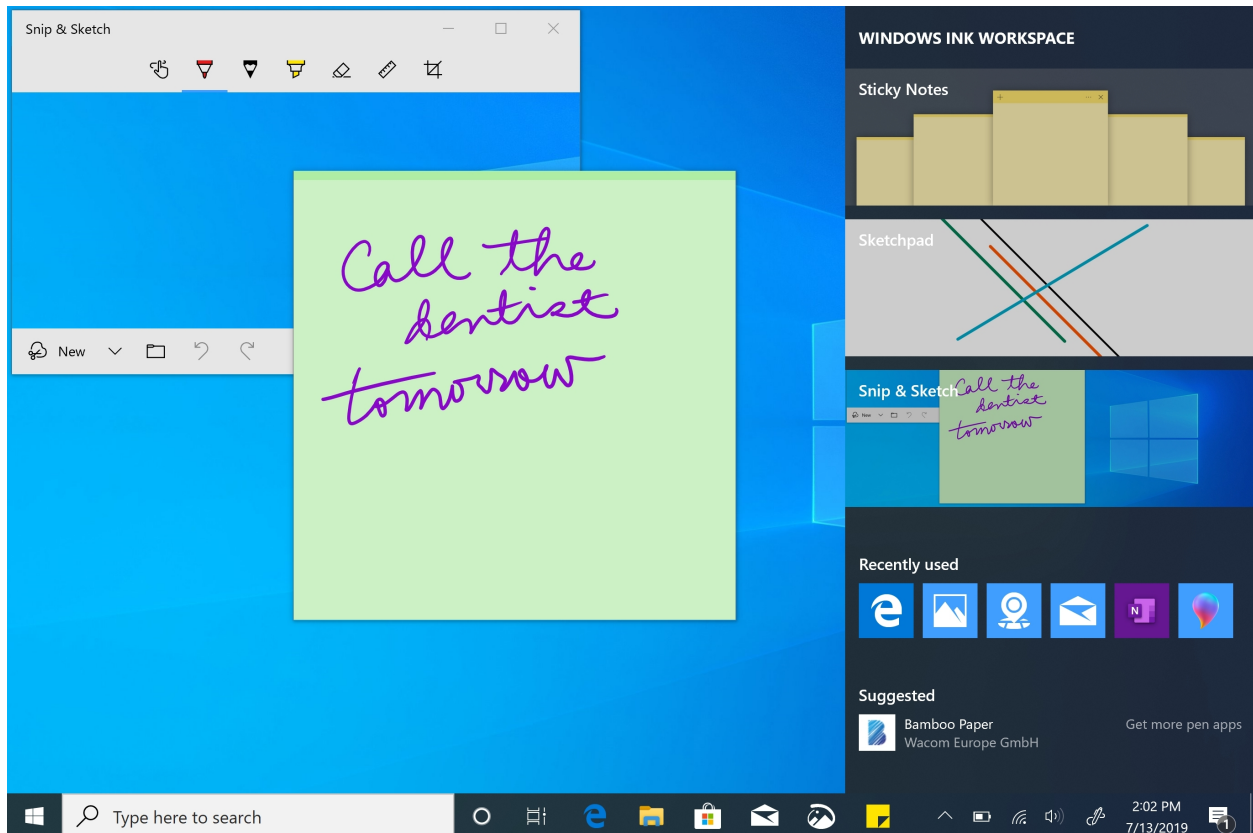 Snip & Sketch
New
Call the
dentist
tomorrow
WINDOWS INK WORKSPACE
Sticky Notes
Sketchpad
Snip & Sketch
Call the
dentist
tomorrow
New
Recently used
N
Suggested
Bamboo Paper
Wacom Europe GmbH
Get more pen apps
Type here to search
2:02 PM
7/13/2019
1